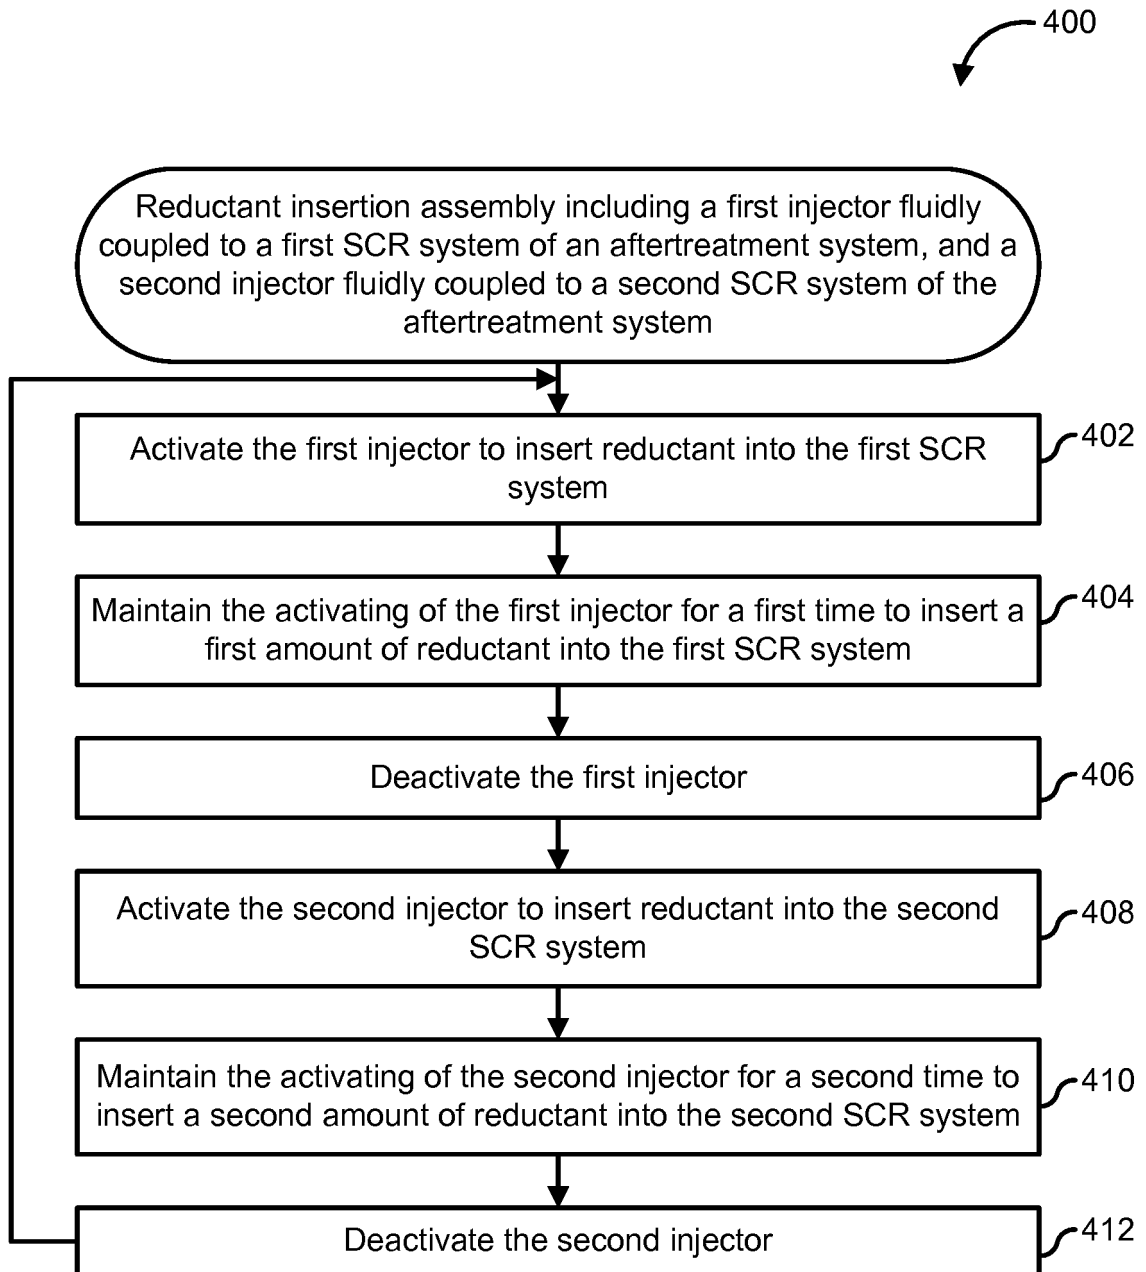 400
Reductant insertion assembly including a first injector fluidly
coupled to a first SCR system of an aftertreatment system, and a
second injector fluidly coupled to a second SCR system of the
aftertreatment system
Activate the first injector to insert reductant into the first SCR
system
402
Maintain the activating of the first injector for a first time to insert a
first amount of reductant into the first SCR system
404
Deactivate the first injector
406
Activate the second injector to insert reductant into the second
SCR system
408
Maintain the activating of the second injector for a second time to
insert a second amount of reductant into the second SCR system
410
Deactivate the second injector
412